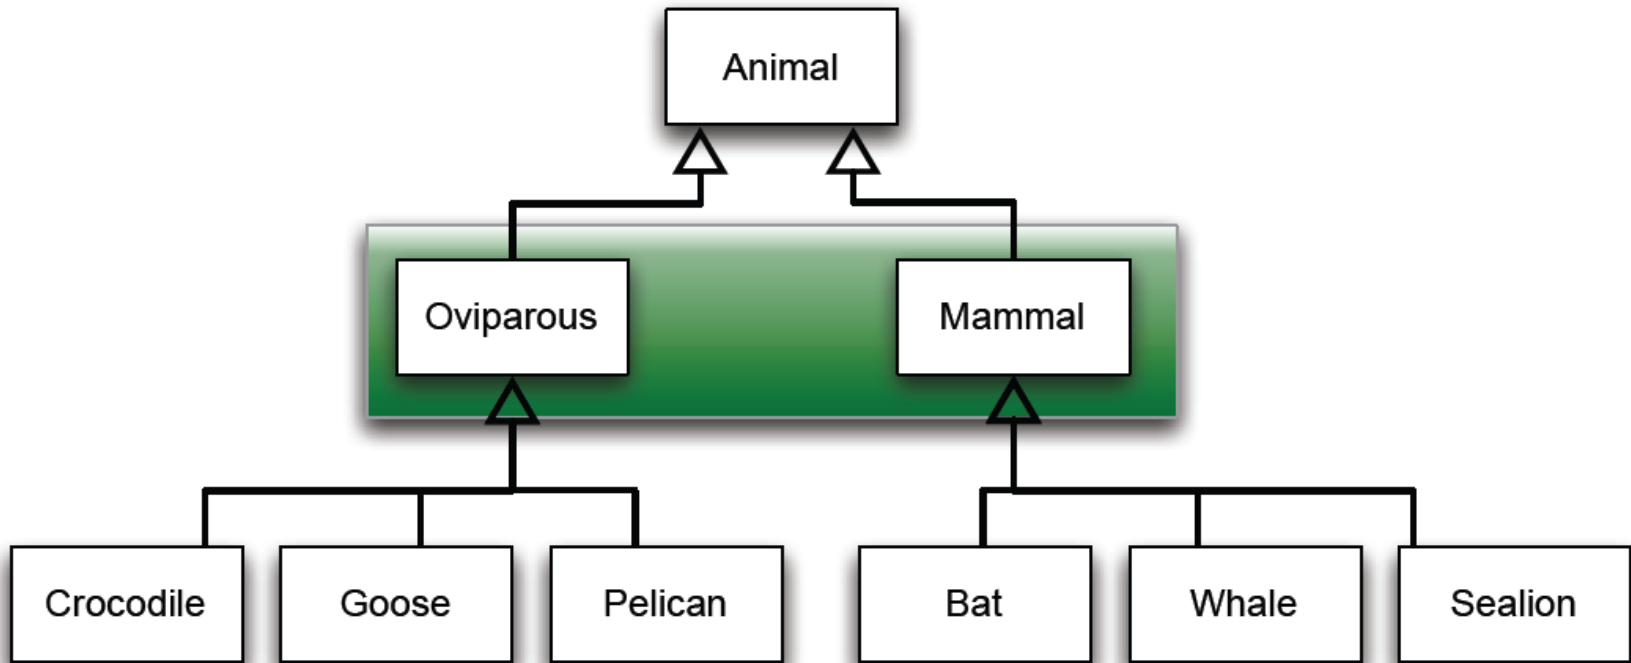 Animal
Oviparous
Mammal
Crocodile
Goose
Pelican
Bat
Whale
Sealion